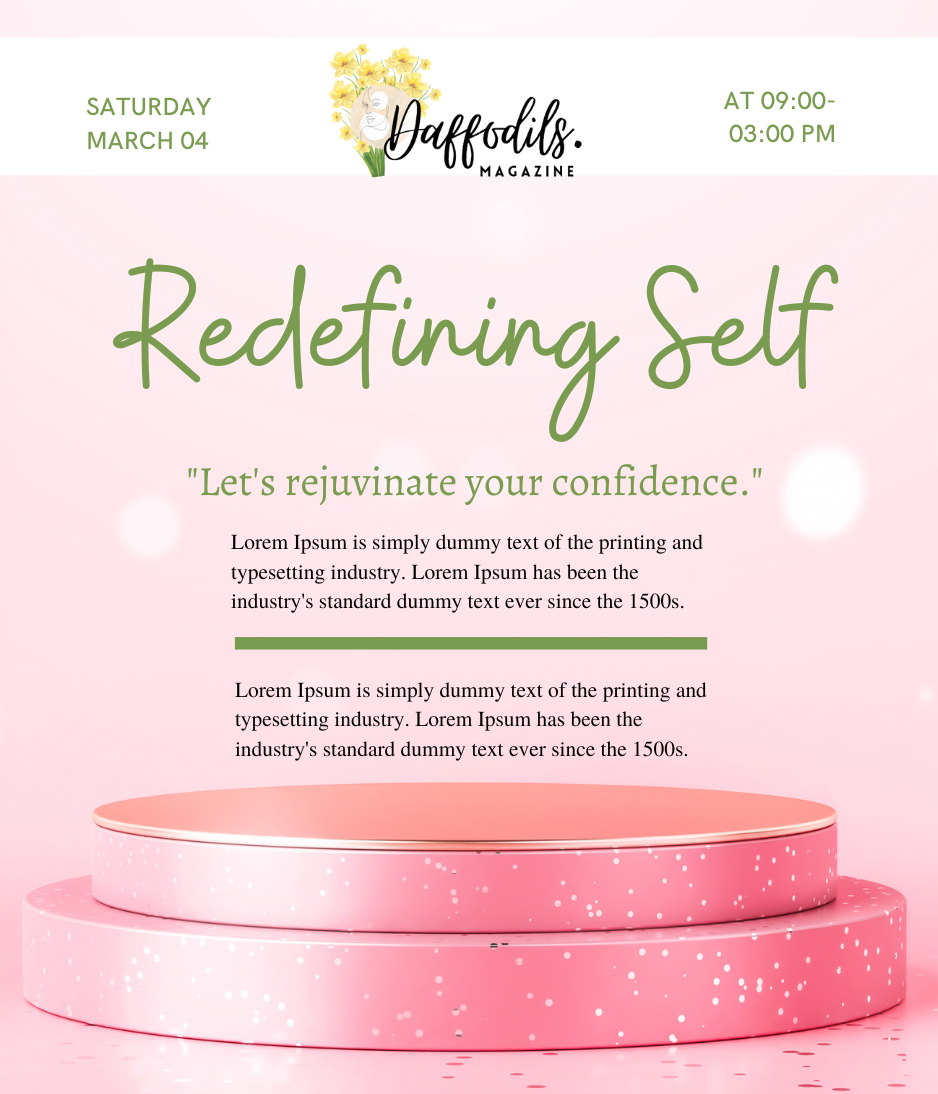 SATURDAY
MARCH 04
Daffodils.
MAGAZINE
AT 09:00-
03:00 PM
Redefining Self
"Let's rejuvinate your confidence."
Lorem Ipsum is simply dummy text of the printing and
typesetting industry. Lorem Ipsum has been the
industry's standard dummy text ever since the 1500s.
Lorem Ipsum is simply dummy text of the printing and
typesetting industry. Lorem Ipsum has been the
industry's standard dummy text ever since the 1500s.